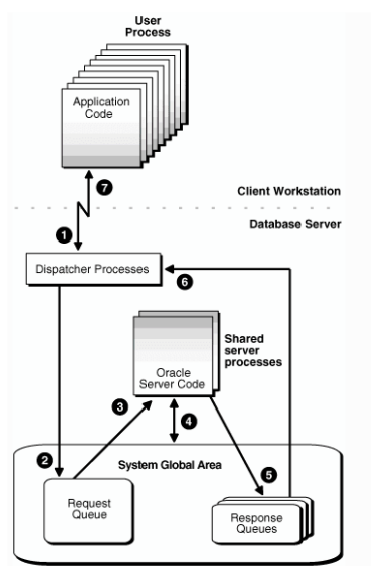 User
Process
Application
Code
7
Client Workstation
Database Server
1
Dispatcher Processes
6
Shared
server
processes
Oracle
Server Code
3
4
2
System Global Area
5
Request
Queue
Response
Queues